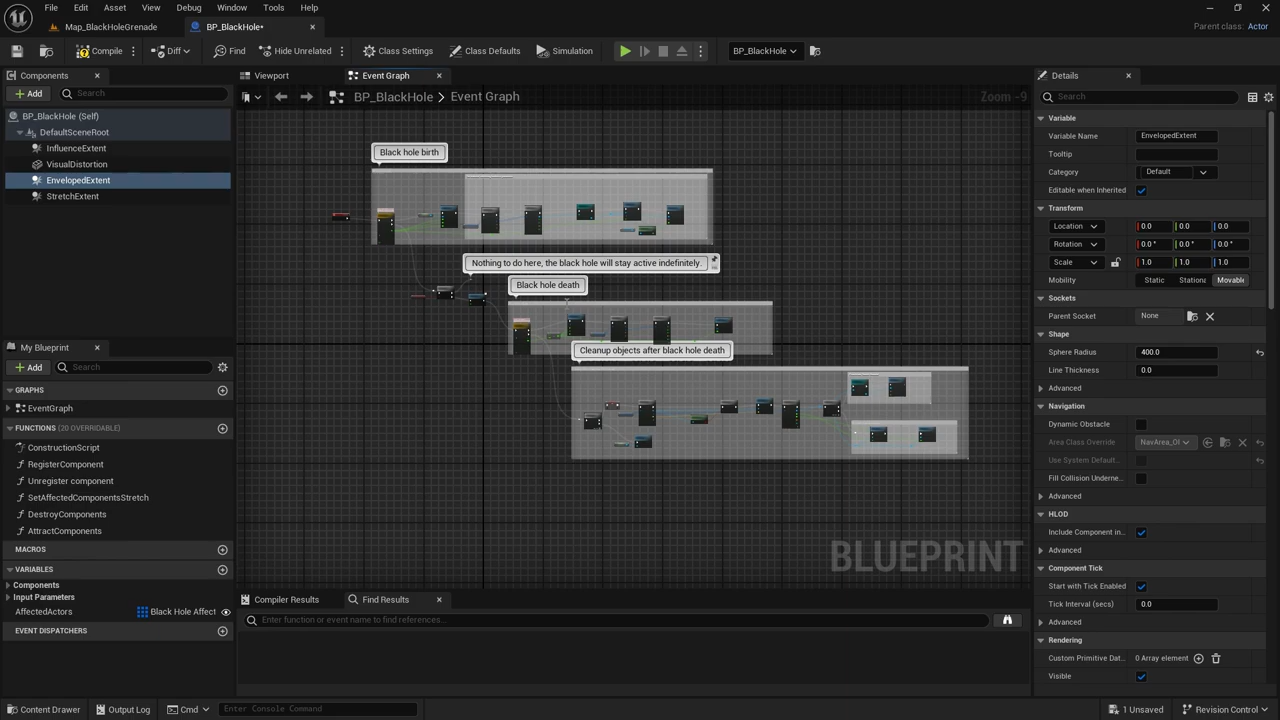 File Edit Asset View Debug Window Tools Help
Map_BlackHoleGrenade
BP_BlackHole•
Parent class: Actor
Compile
Diff
Find
Hide Unrelated
Class Settings
Class Defaults
Simulation
BP_BlackHole
Components
Add
Search
BP_BlackHole (Self)
DefaultSceneRoot
InfluenceExtent
VisualDistortion
EnvelopedExtent
StretchExtent
My Blueprint
Add
Search
GRAPHS
EventGraph
FUNCTIONS (20 OVERRIDABLE)
ConstructionScript
RegisterComponent
Unregister component
SetAffectedComponentsStretch
DestroyComponents
AttractComponents
MACROS
VARIABLES
Components
Input Parameters
AffectedActors
Black Hole Affect
EVENT DISPATCHERS
Viewport
Event Graph
BP_BlackHole > Event Graph
Zoom -9
Black hole birth
Nothing to do here, the black hole will stay active indefinitely.
Black hole death
Cleanup objects after black hole death
BLUEPRINT
Compiler Results
Find Results
Enter function or event name to find references...
Details
Search
Variable
Variable Name EnvelopedExtent
Tooltip
Category Default
Editable when Inherited
Transform
Location 0.0 0.0 0.0
Rotation 0.0 ° 0.0 ° 0.0 °
Scale 1.0 1.0 1.0
Mobility Static Stationa Movable
Sockets
Parent Socket None
Shape
Sphere Radius 400.0
Line Thickness 0.0
Advanced
Navigation
Dynamic Obstacle
Area Class Override NavArea_Ol
Use System Default...
Fill Collision Underne...
Advanced
HLOD
Include Component in...
Advanced
Component Tick
Start with Tick Enabled
Tick Interval (secs) 0.0
Advanced
Rendering
Custom Primitive Dat... 0 Array element
Visible
Content Drawer
Output Log
Cmd
Enter Console Command
1 Unsaved
Revision Control